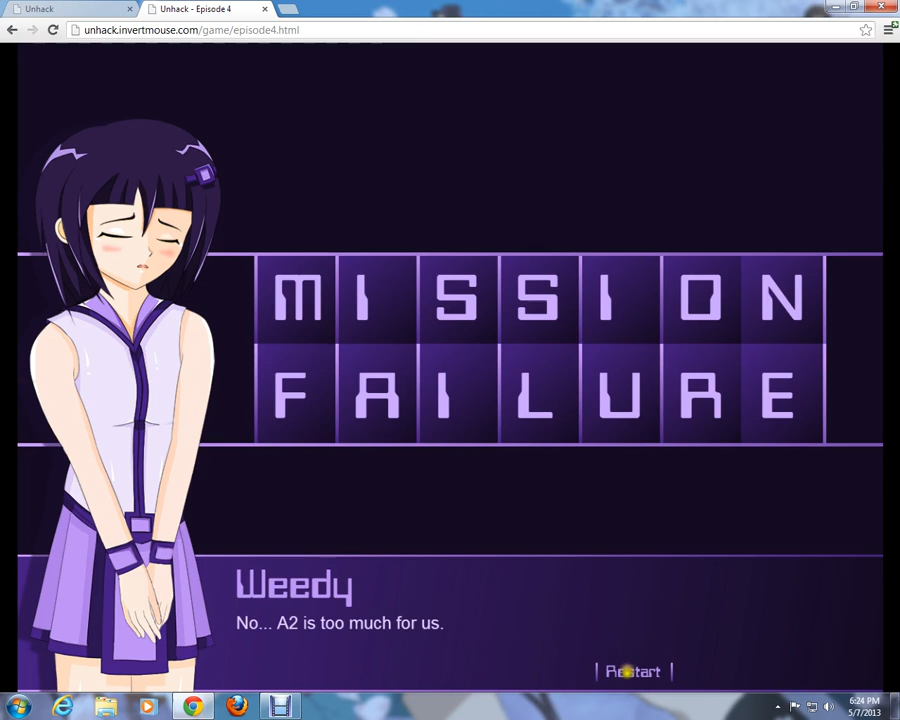 Unhack
Unhack - Episode 4
unhack.invertmouse.com/game/episode4.html
MISSION
FAILURE
Weedy
No... A2 is too much for us.
Restart
6:24 PM
5/7/2013